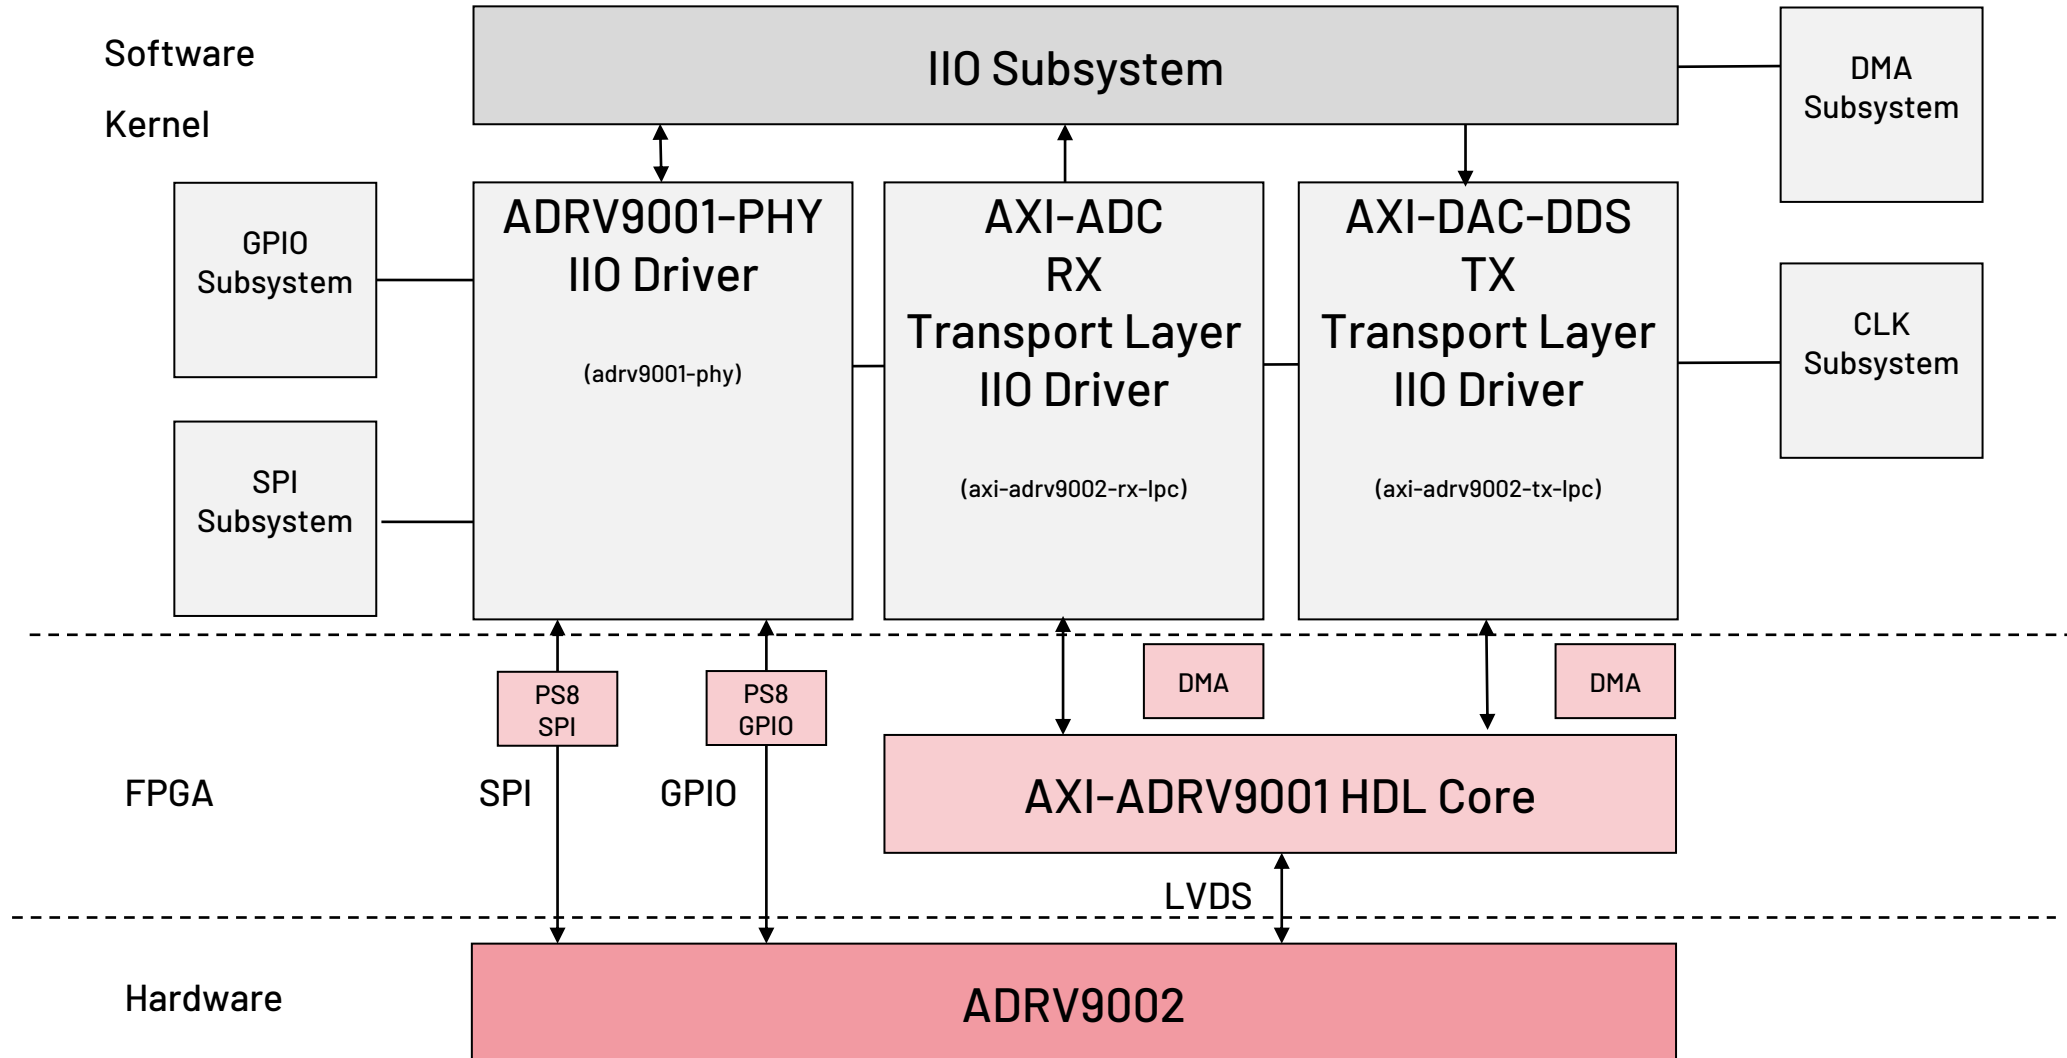 Software
Kernel
IIO Subsystem
DMA
Subsystem
GPIO
Subsystem
SPI
Subsystem
ADRV9001-PHY
IIO Driver
(adrv9001-phy)
AXI-ADC
RX
Transport Layer
IIO Driver
(axi-adrv9002-rx-lpc)
AXI-DAC-DDS
TX
Transport Layer
IIO Driver
(axi-adrv9002-tx-lpc)
CLK
Subsystem
PS8
SPI
PS8
GPIO
DMA
DMA
FPGA
SPI
GPIO
AXI-ADRV9001 HDL Core
LVDS
Hardware
ADRV9002